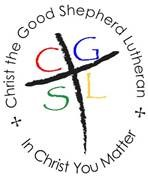 Christ the Good Shepherd Lutheran
C G
S L
In Christ You Matter